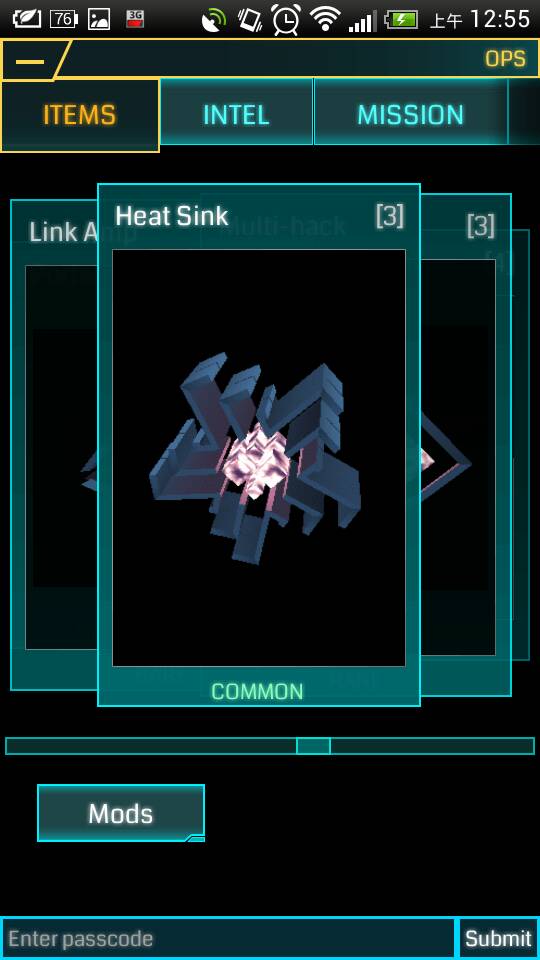 76
3G
上午 12:55
OPS
ITEMS
INTEL
MISSION
Link Amp
Heat Sink [3]
Multi-hack [3]
[4]
COMMON
Mods
Enter passcode
Submit